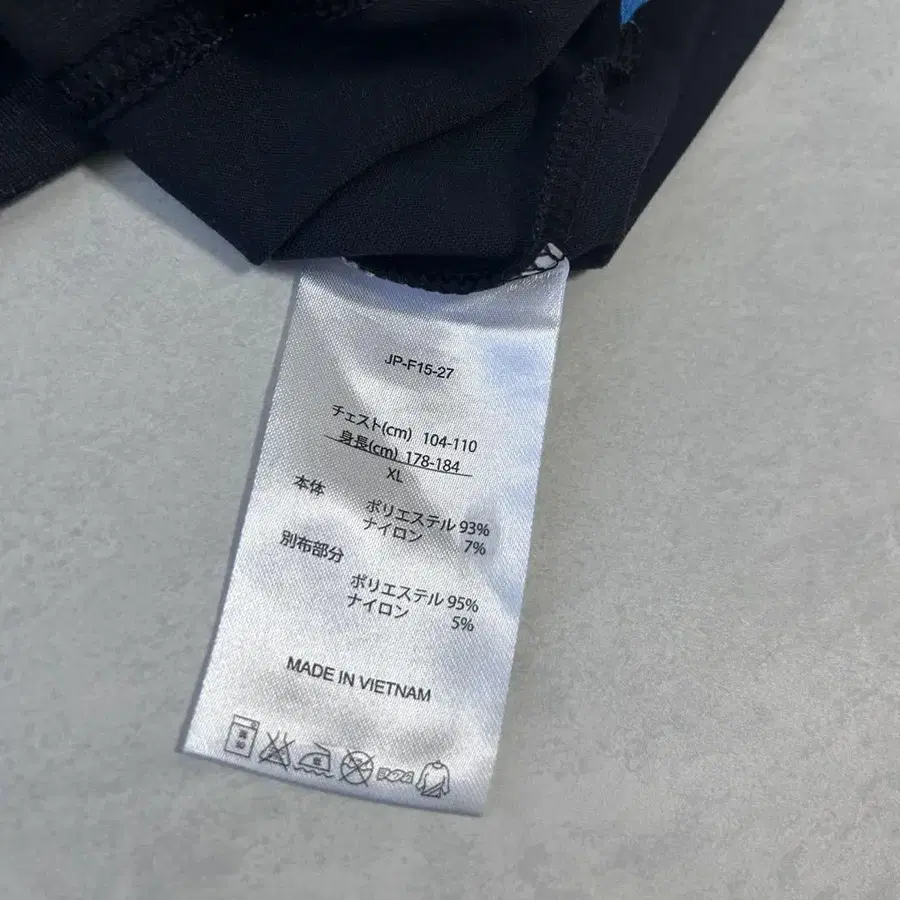 JP-F15-27
チェスト(cm) 104-110
身長(cm) 178-184
XL
本体
ポリエステル 93%
ナイロン 7%
別布部分
ポリエステル 95%
ナイロン 5%
MADE IN VIETNAM